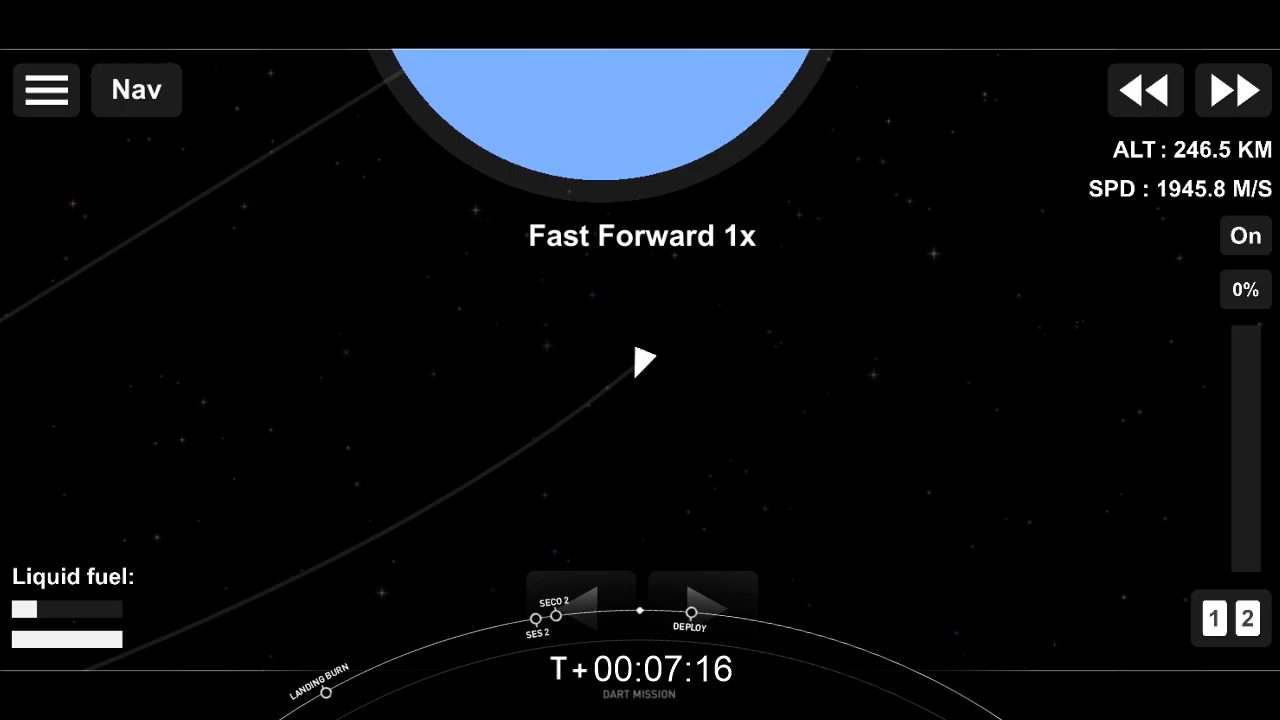 Nav
ALT : 246.5 KM
SPD : 1945.8 M/S
Fast Forward 1x
On
0%
Liquid fuel:
1 2
SECO 2
SES 2
DEPLOY
LANDING BURN
T+00:07:16
DART MISSION